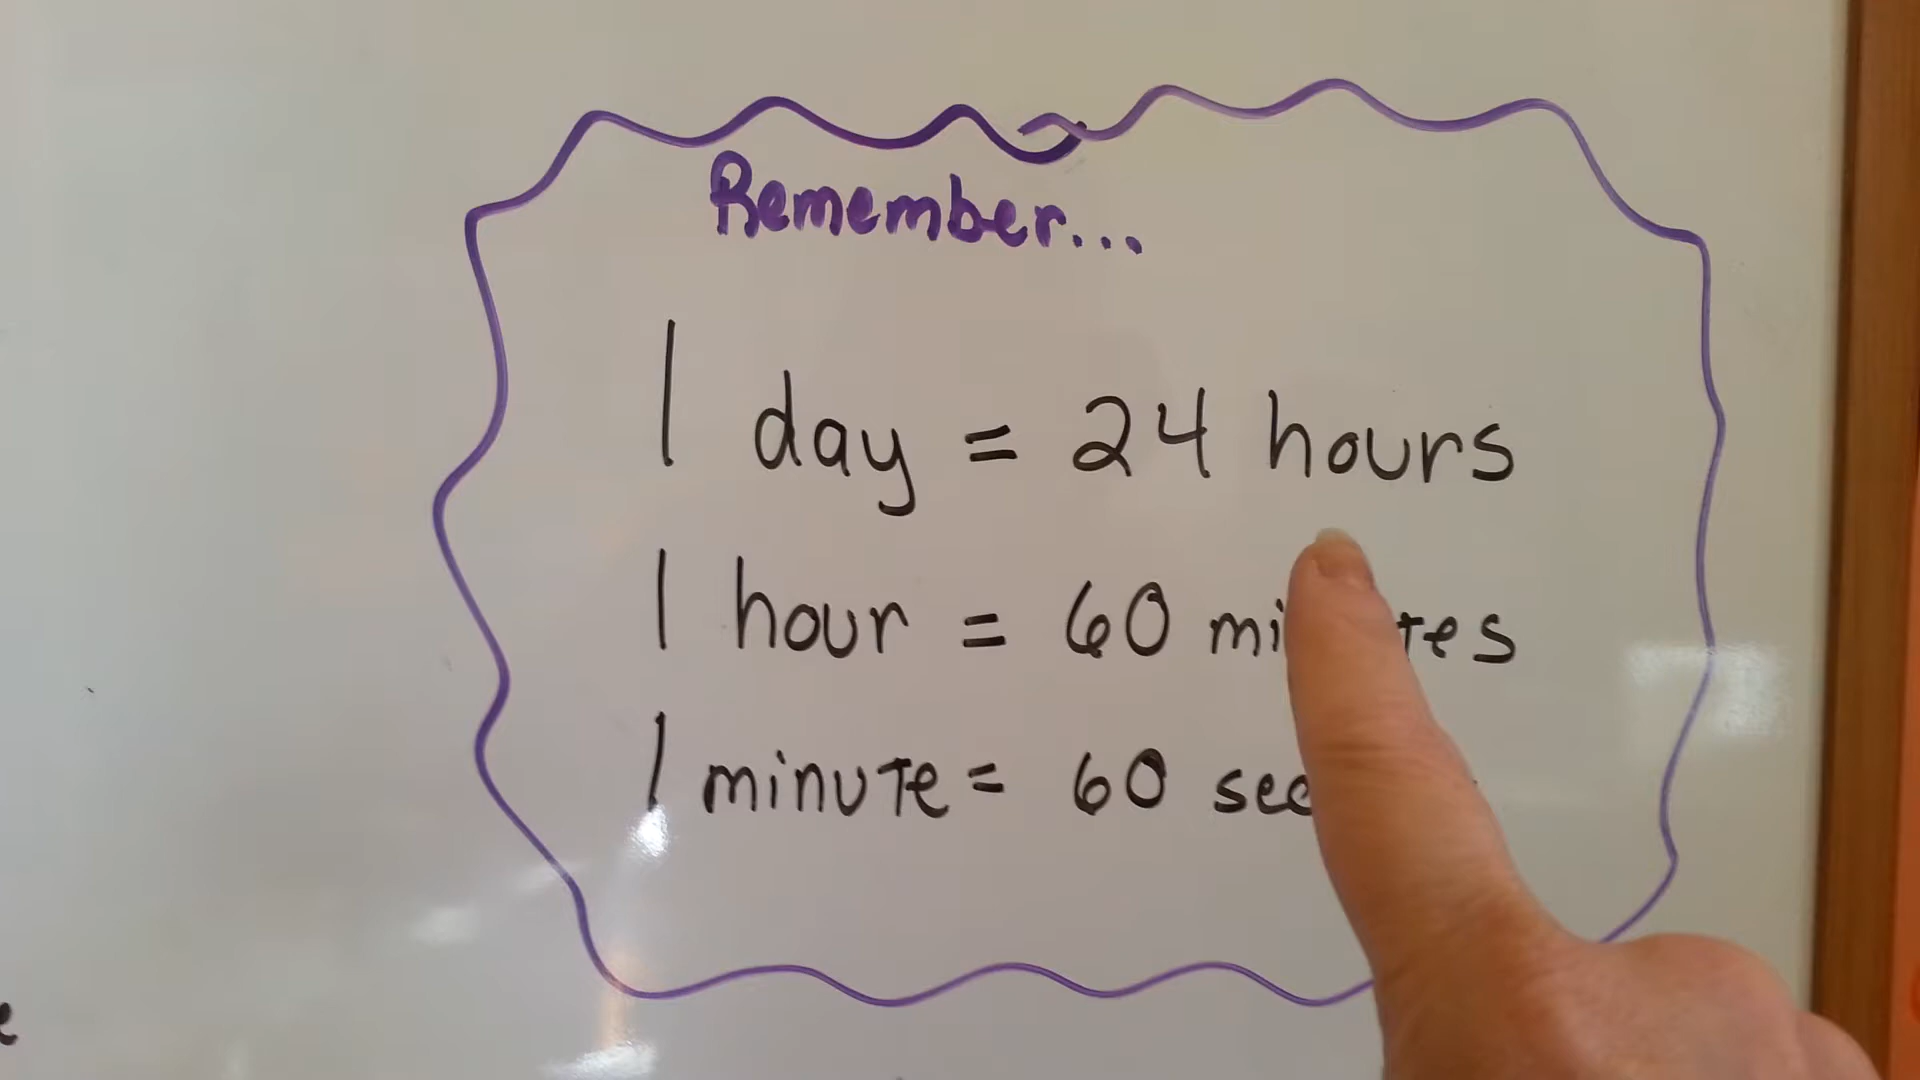 Remember...
1 day = 24 hours
1 hour = 60
1 minute = 60